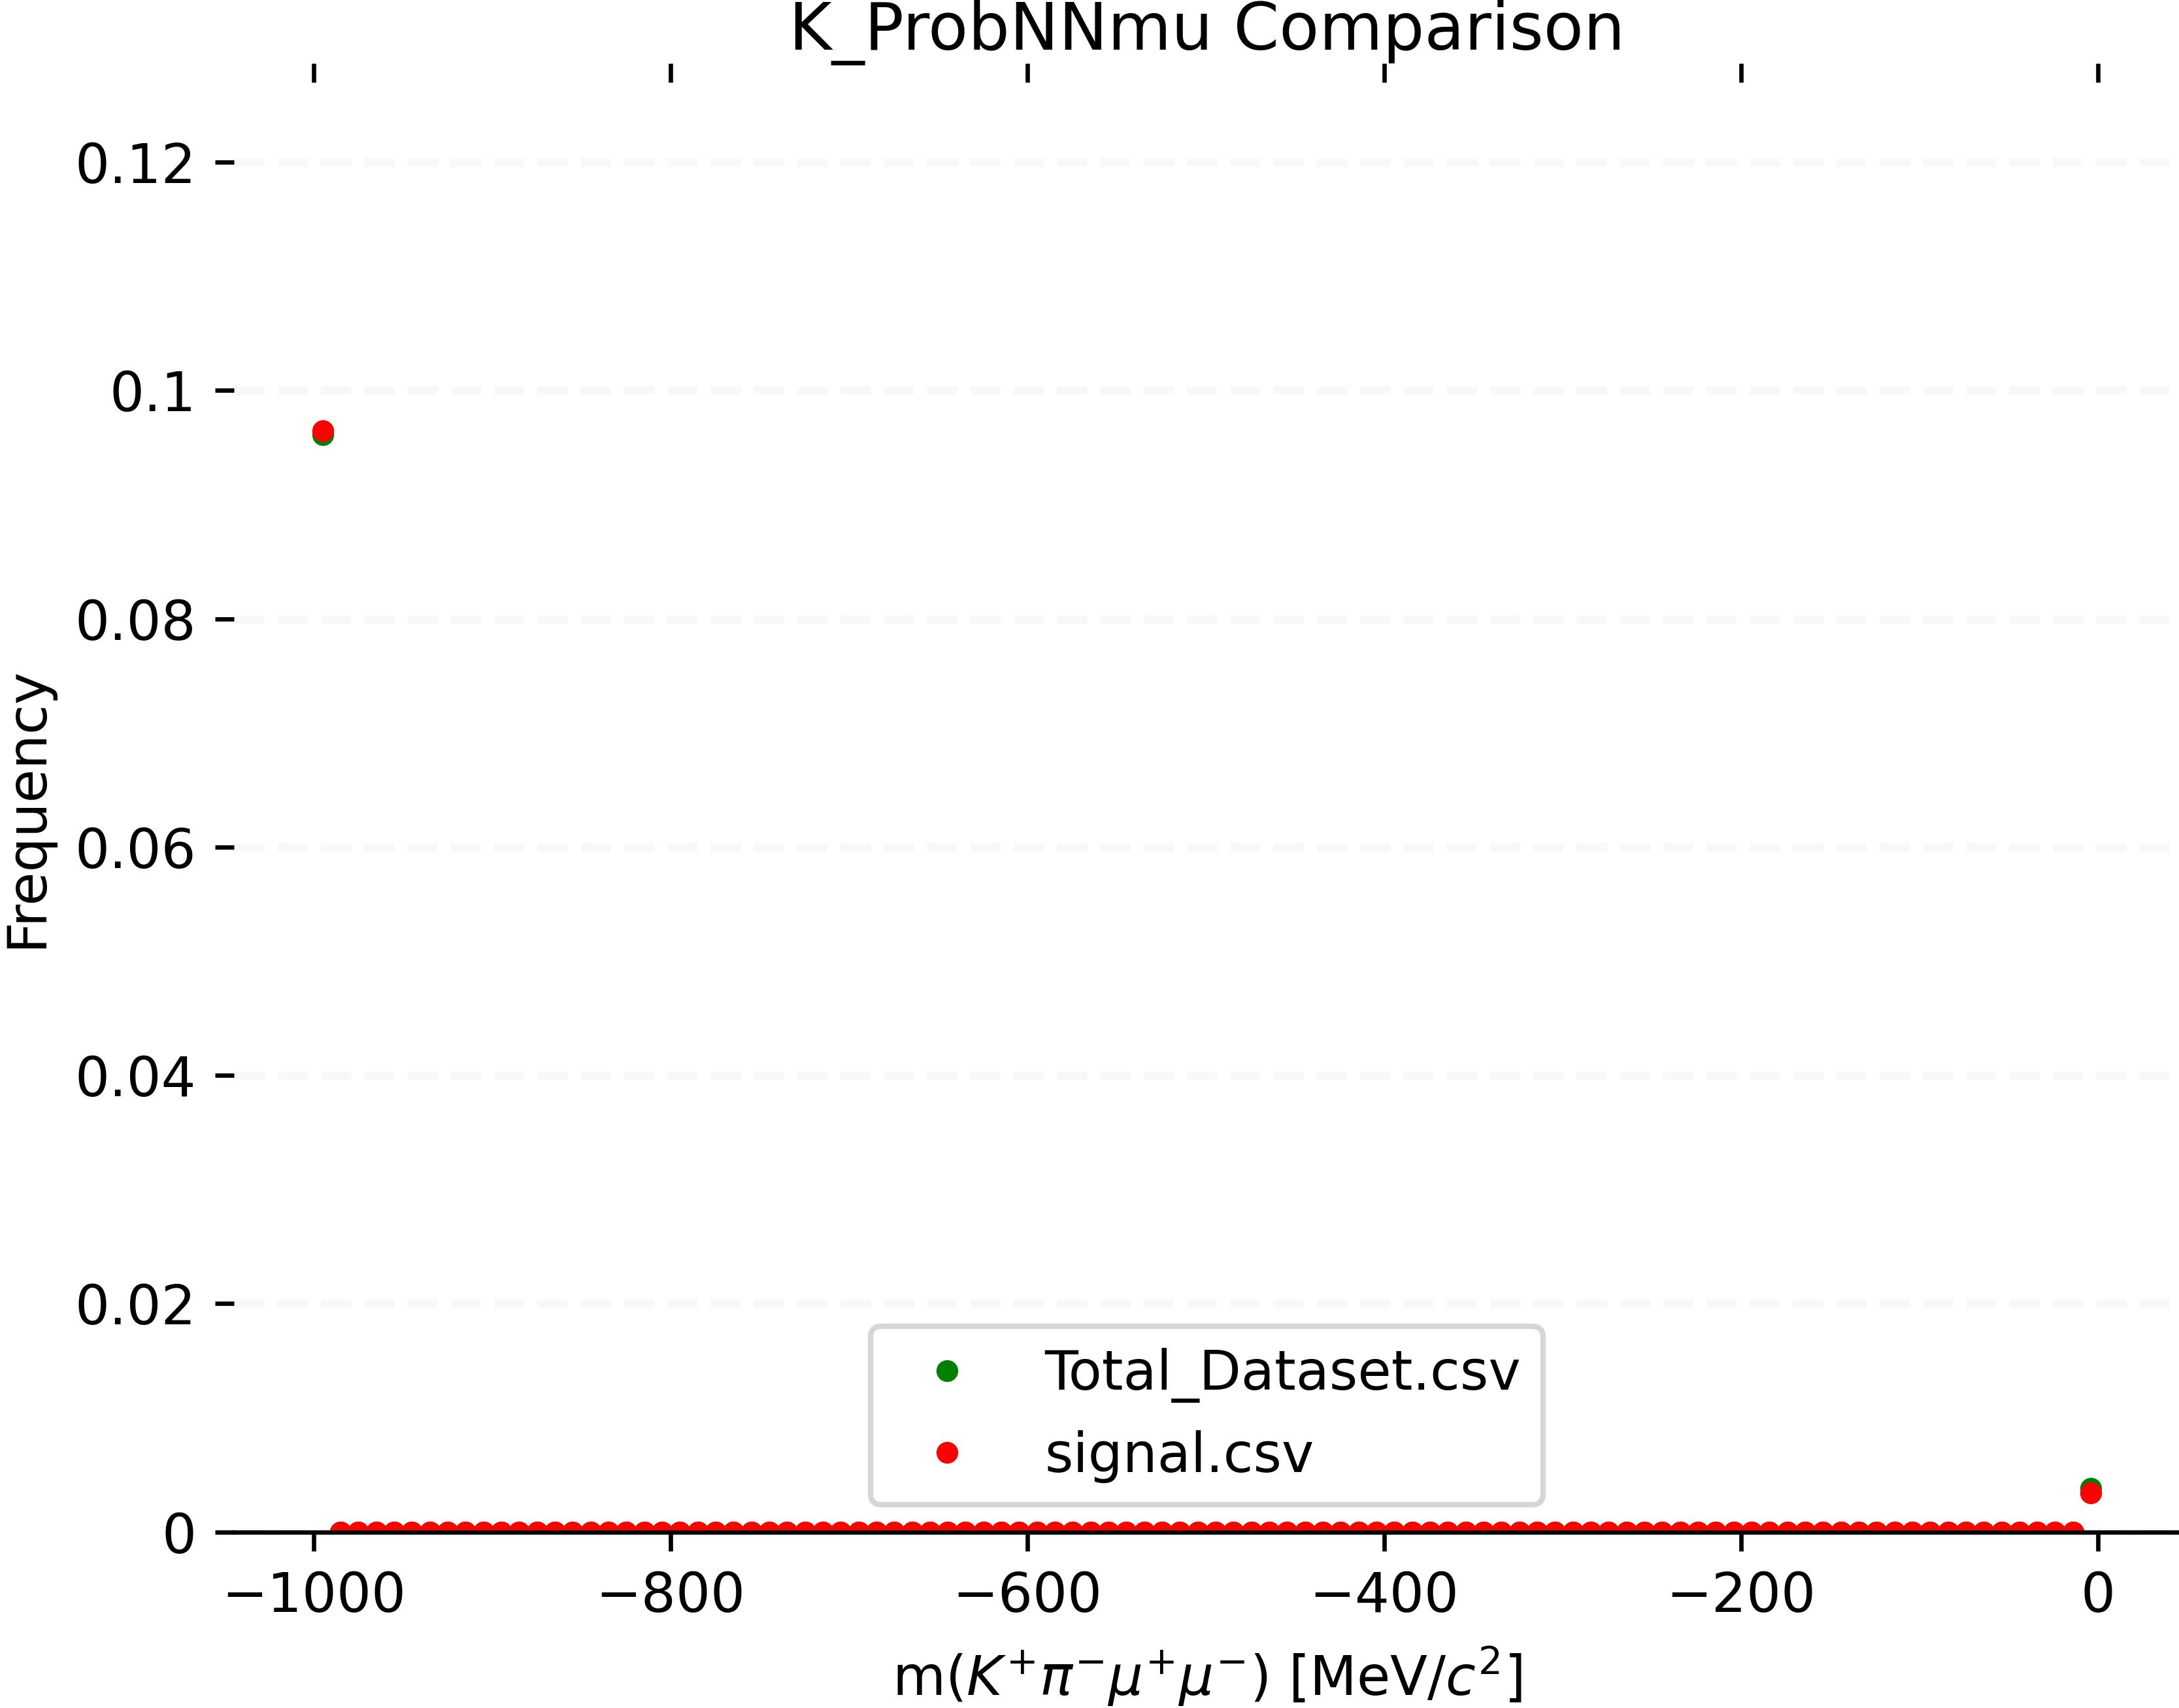 K_ProbNNmu Comparison
0.12
0.1
0.08
0.06
0.04
0.02
0
Frequency
Total_Dataset.csv
signal.csv
−1000 −800 −600 −400 −200 0
m(K⁺π⁻μ⁺μ⁻) [MeV/c²]